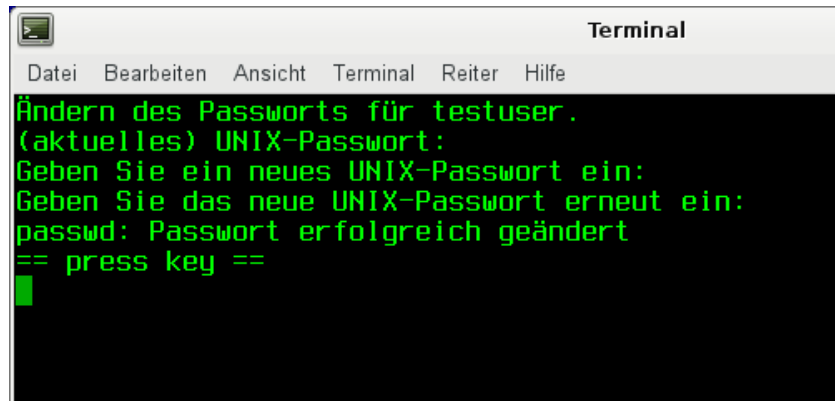 Terminal
Datei Bearbeiten Ansicht Terminal Reiter Hilfe
Ändern des Passworts für testuser.
(aktuelles) UNIX-Passwort:
Geben Sie ein neues UNIX-Passwort ein:
Geben Sie das neue UNIX-Passwort erneut ein:
passwd: Passwort erfolgreich geändert
== press key ==